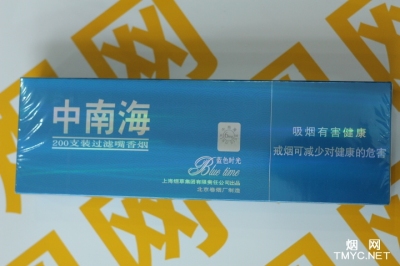 中南海
200支装过滤嘴香烟
蓝色时光
Blue time
上海烟草集团有限责任公司出品
北京卷烟厂制造
吸烟有害健康
戒烟可减少对健康的危害
烟网
TMYC.NET